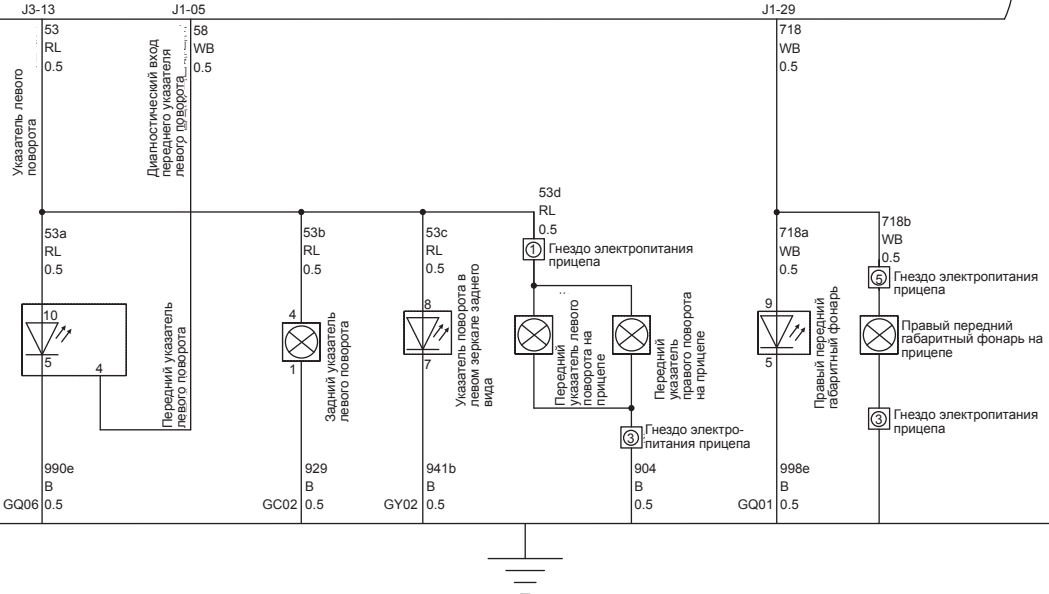 J3-13
J1-05
J1-29
53
RL
0.5
58
WB
0.5
718
WB
0.5
Указатель левого
поворота
Диагностический вход
переднего указателя
левого поворота
53a
RL
0.5
53b
RL
0.5
53c
RL
0.5
53d
RL
0.5
1
Гнездо электропитания
прицепа
718a
WB
0.5
718b
WB
0.5
5
Гнездо электропитания
прицепа
10
5
4
Передний указатель
левого поворота
4
1
Задний указатель
левого поворота
8
7
Указатель поворота в
левом зеркале заднего
вида
Передний
указатель левого
поворота на
прицепе
Передний
указатель
правого поворота
на прицепе
9
5
Правый передний
габаритный фонарь
Правый передний
габаритный фонарь на
прицепе
3
Гнездо электро-
питания прицепа
3
Гнездо электропитания
прицепа
990e
B
GQ06 0.5
929
B
GC02 0.5
941b
B
GY02 0.5
904
B
0.5
998e
B
GQ01 0.5